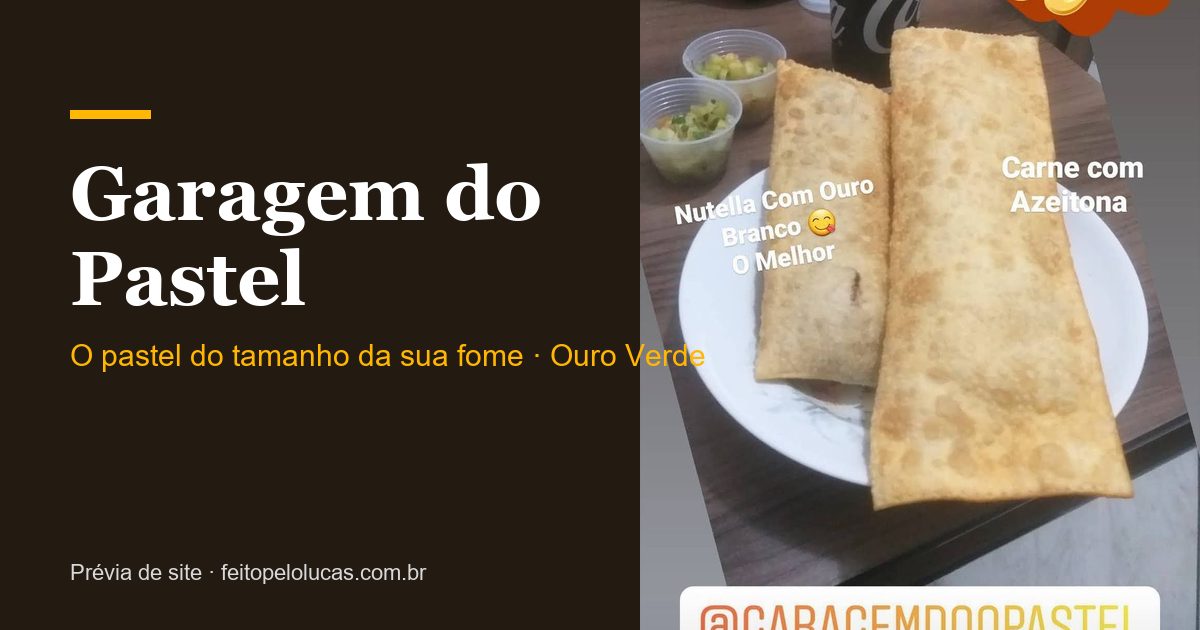 Garagem do
Pastel
O pastel do tamanho da sua fome · Ouro Verde
Prévia de site · feitopelolucas.com.br
Nutella Com Ouro
Branco 😋
O Melhor
Carne com
Azeitona
@GARAGEMDOOPASTEL